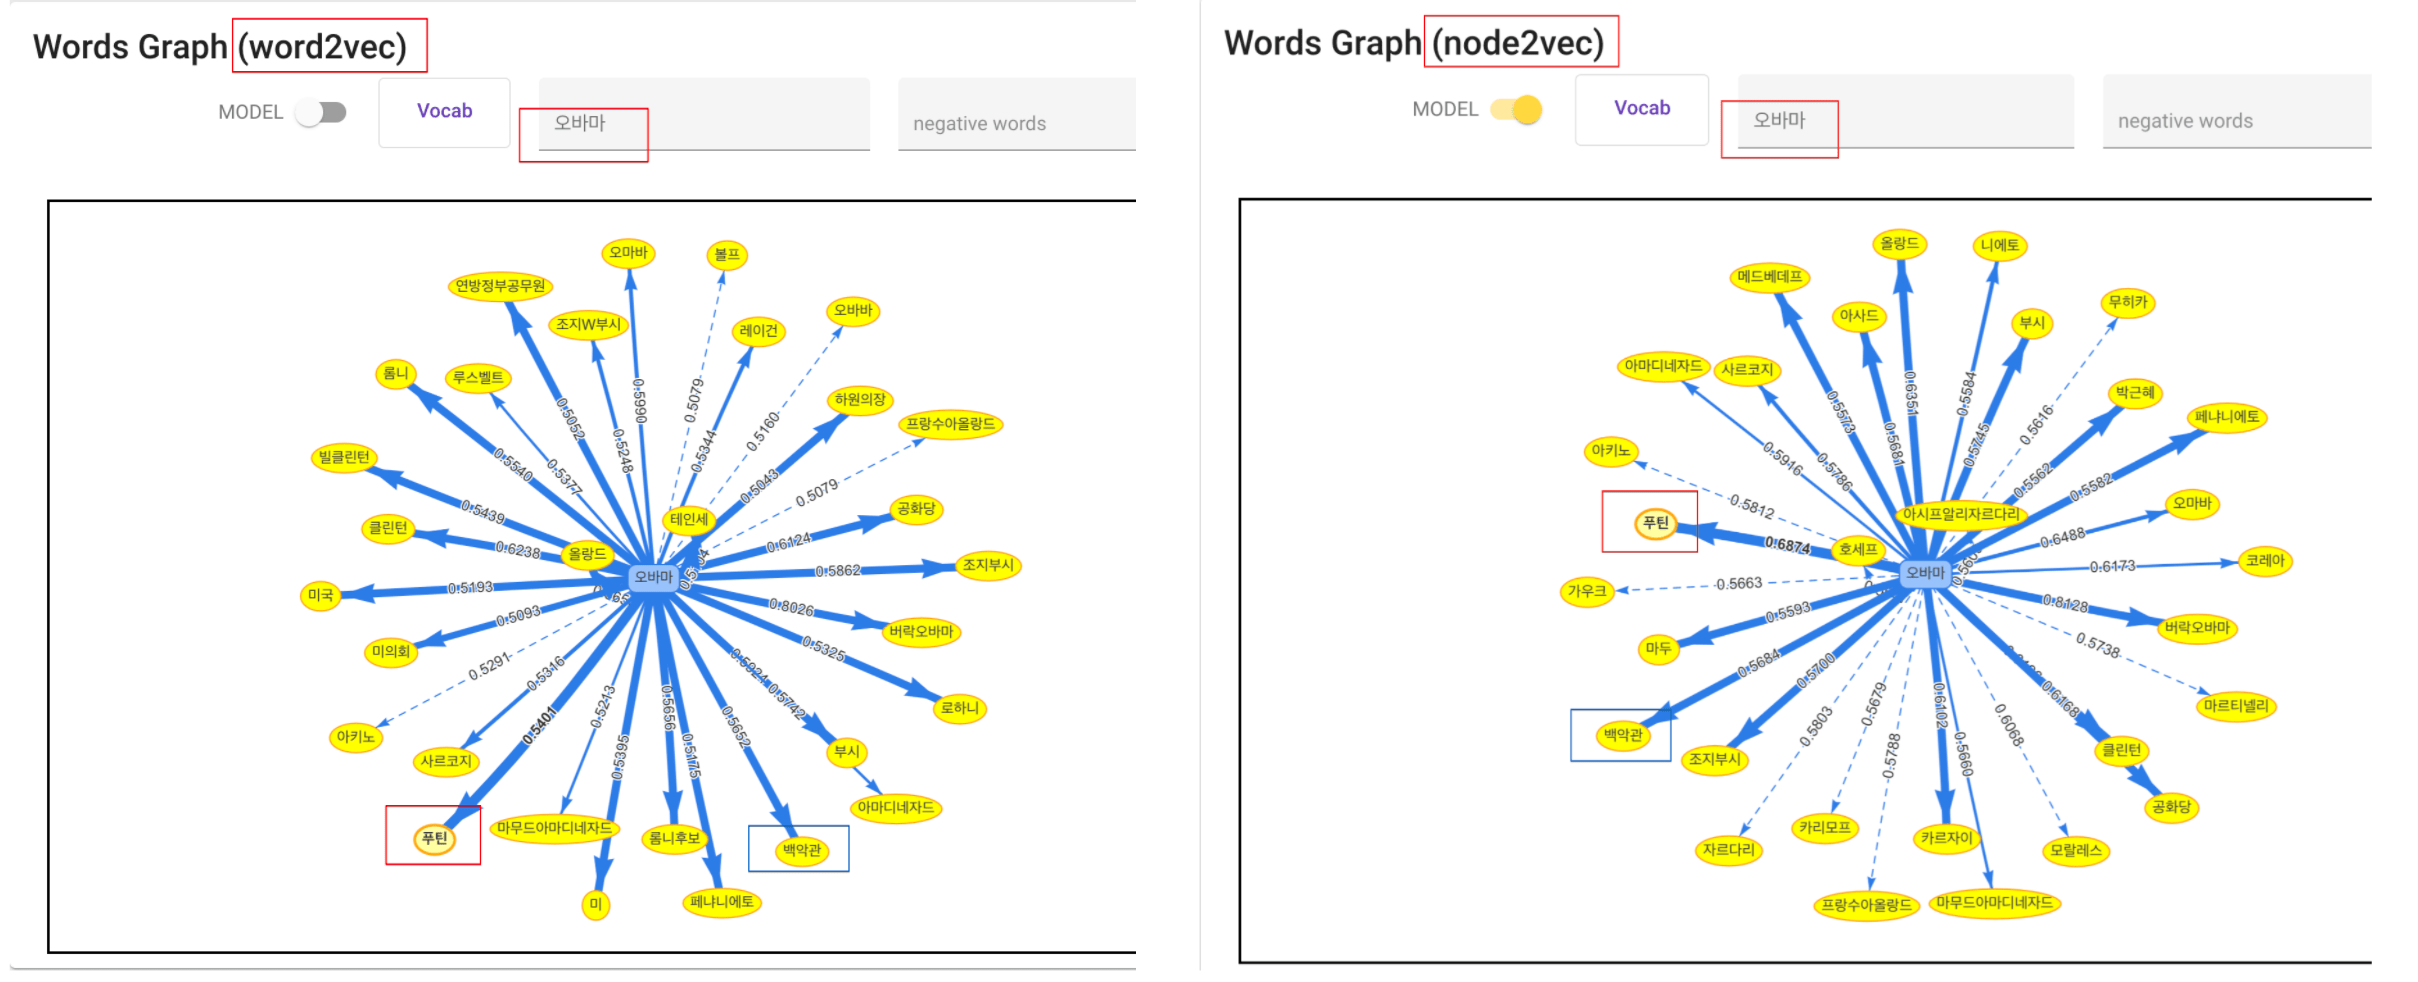 Words Graph (word2vec)
MODEL
Vocab
오바마
negative words
오마바
볼프
연방정부공무원
오바바
조지W부시
레이건
롬니
루스벨트
하원의장
프랑수아올랑드
빌클린턴
클린턴
테인세
공화당
올랑드
오바마
조지부시
미국
미의회
버락오바마
아키노
사르코지
로하니
부시
푸틴
마무드아마디네자드
롬니후보
백악관
아마디네자드
미
페냐니에토
0.5990
0.5079
0.5052
0.5248
0.5344
0.5160
0.5540
0.5377
0.5043
0.5079
0.5439
0.6238
0.6124
0.5862
0.5193
0.5093
0.8026
0.5325
0.5291
0.5316
0.5401
0.5213
0.5395
0.5656
0.5175
0.5652
0.5742
Words Graph (node2vec)
MODEL
Vocab
오바마
negative words
올랑드
니에토
메드베데프
아사드
부시
무히카
아마디네자드
사르코지
박근혜
페냐니에토
아키노
푸틴
아시프알리자르다리
오마바
호세프
오바마
코레아
가우크
마두
버락오바마
백악관
조지부시
마르티넬리
클린턴
자르다리
카리모프
카르자이
모랄레스
공화당
프랑수아올랑드
마무드아마디네자드
0.6351
0.5584
0.5573
0.5681
0.5745
0.5616
0.5916
0.5786
0.5562
0.5582
0.5812
0.6874
0.6488
0.6173
0.5663
0.5593
0.8128
0.5738
0.5684
0.5700
0.5803
0.5679
0.5788
0.6102
0.5660
0.6068
0.6168